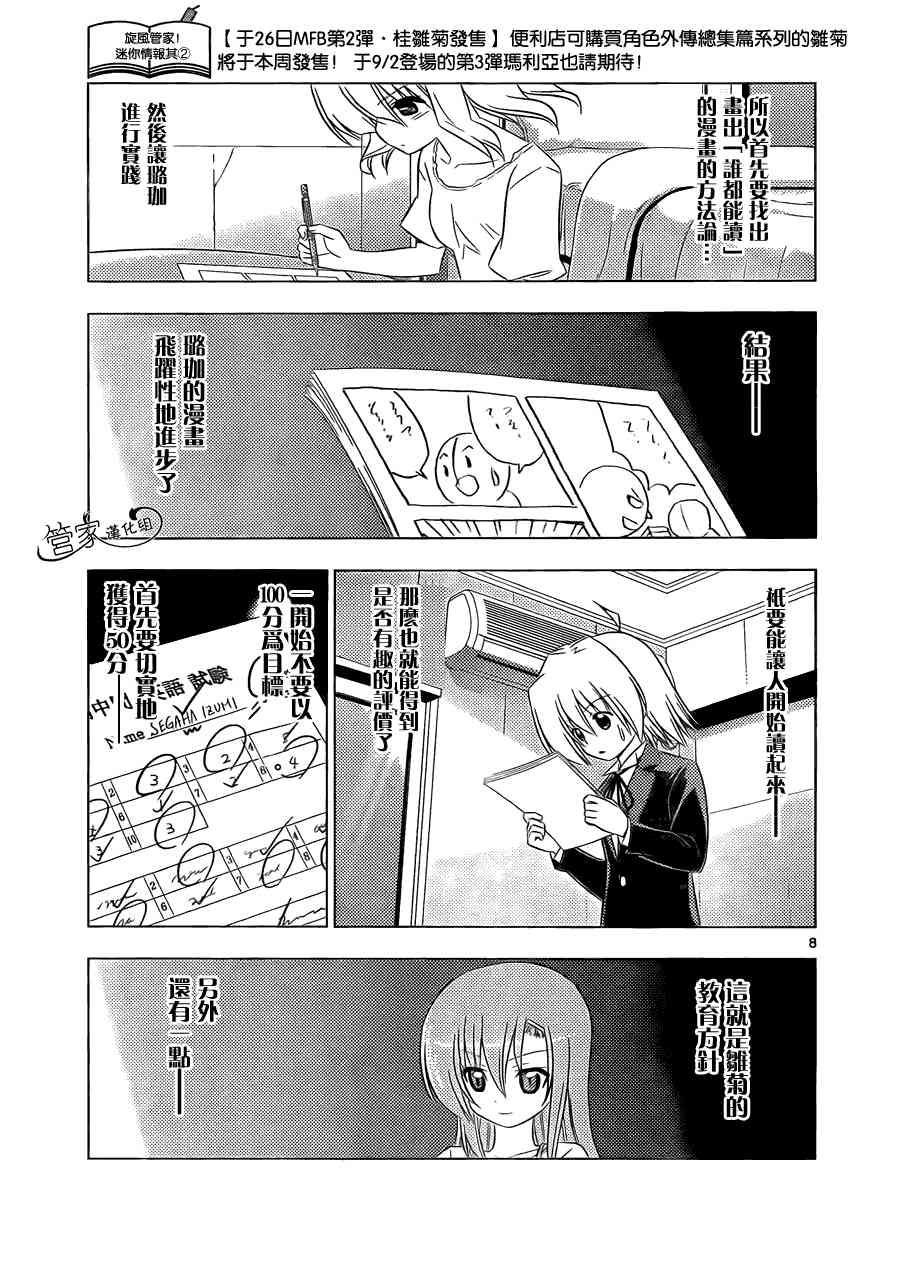 旋風管家!
迷你情報其②
【于26日MFB第2彈·桂雛菊發售】便利店可購買角色外傳總集篇系列的雛菊
將于本周發售! 于9/2登場的第3彈瑪利亞也請期待!
所以首先要找出
畫出「誰都能讀」
的漫畫的方法論…
然後讓璐珈
進行實踐
結果——
璐珈的漫畫
飛躍性地進步了
管家漢化組
祇要能讓人開始讀起來——
那麼也就能得到
是否有趣的評價了
一開始不要以
100分爲目標
首先要切實地
獲得50分——
英語 試驗
me SEGAWA IZUMI
8
這就是雛菊的
教育方針
另外
還有一點——